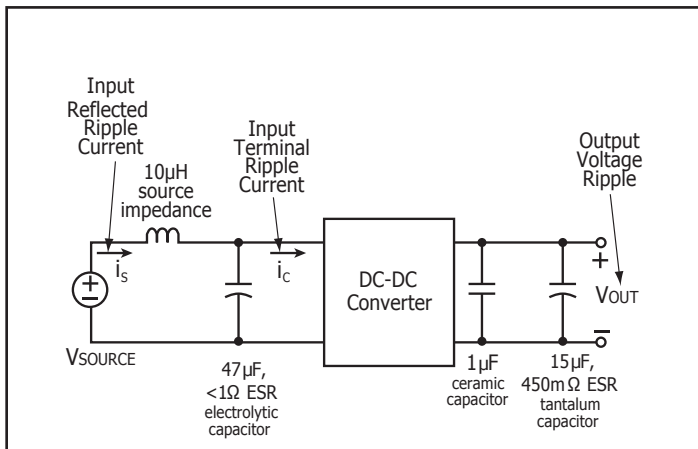 Input
Reflected
Ripple
Current
10µH
source
impedance
Input
Terminal
Ripple
Current
Output
Voltage
Ripple
iS
iC
DC-DC
Converter
+
VOUT
–
+
–
VSOURCE
47µF,
<1Ω ESR
electrolytic
capacitor
1µF
ceramic
capacitor
15µF,
450mΩ ESR
tantalum
capacitor